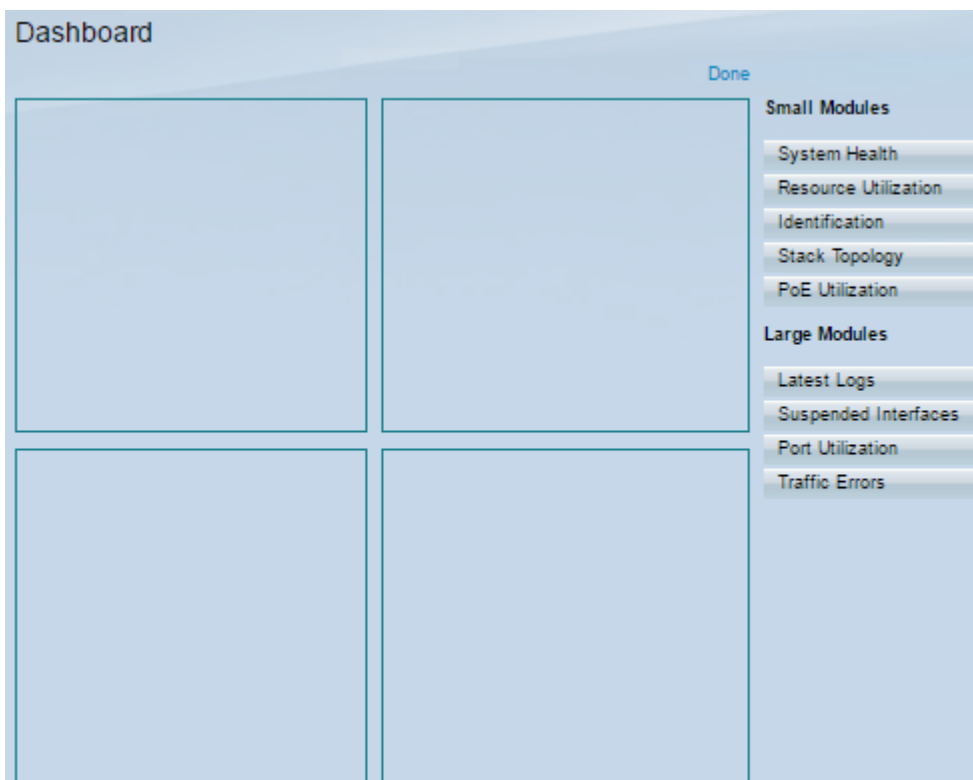 Dashboard
Done
Small Modules
System Health
Resource Utilization
Identification
Stack Topology
PoE Utilization
Large Modules
Latest Logs
Suspended Interfaces
Port Utilization
Traffic Errors